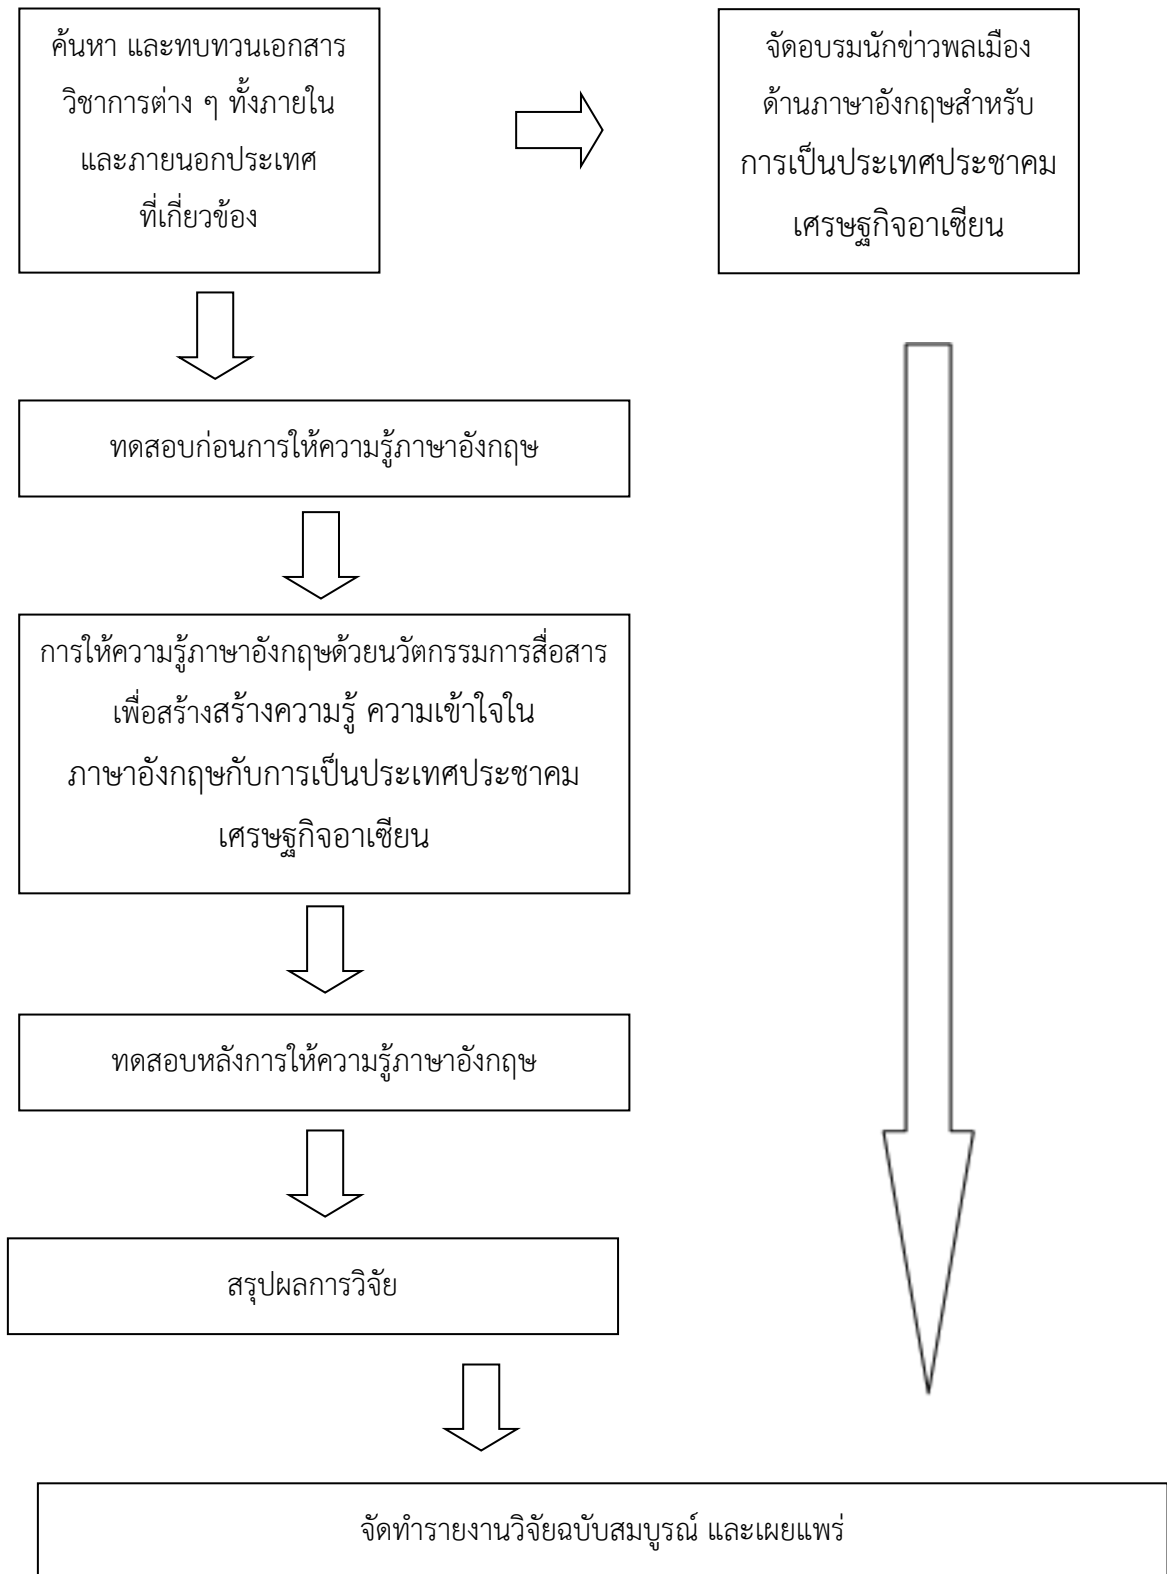 ค้นหา และทบทวนเอกสาร
วิชาการต่าง ๆ ทั้งภายใน
และภายนอกประเทศ
ที่เกี่ยวข้อง
จัดอบรมนักข่าวพลเมือง
ด้านภาษาอังกฤษสำหรับ
การเป็นประเทศประชาคม
เศรษฐกิจอาเซียน
ทดสอบก่อนการให้ความรู้ภาษาอังกฤษ
การให้ความรู้ภาษาอังกฤษด้วยนวัตกรรมการสื่อสาร
เพื่อสร้างสร้างความรู้ ความเข้าใจใน
ภาษาอังกฤษกับการเป็นประเทศประชาคม
เศรษฐกิจอาเซียน
ทดสอบหลังการให้ความรู้ภาษาอังกฤษ
สรุปผลการวิจัย
จัดทำรายงานวิจัยฉบับสมบูรณ์ และเผยแพร่